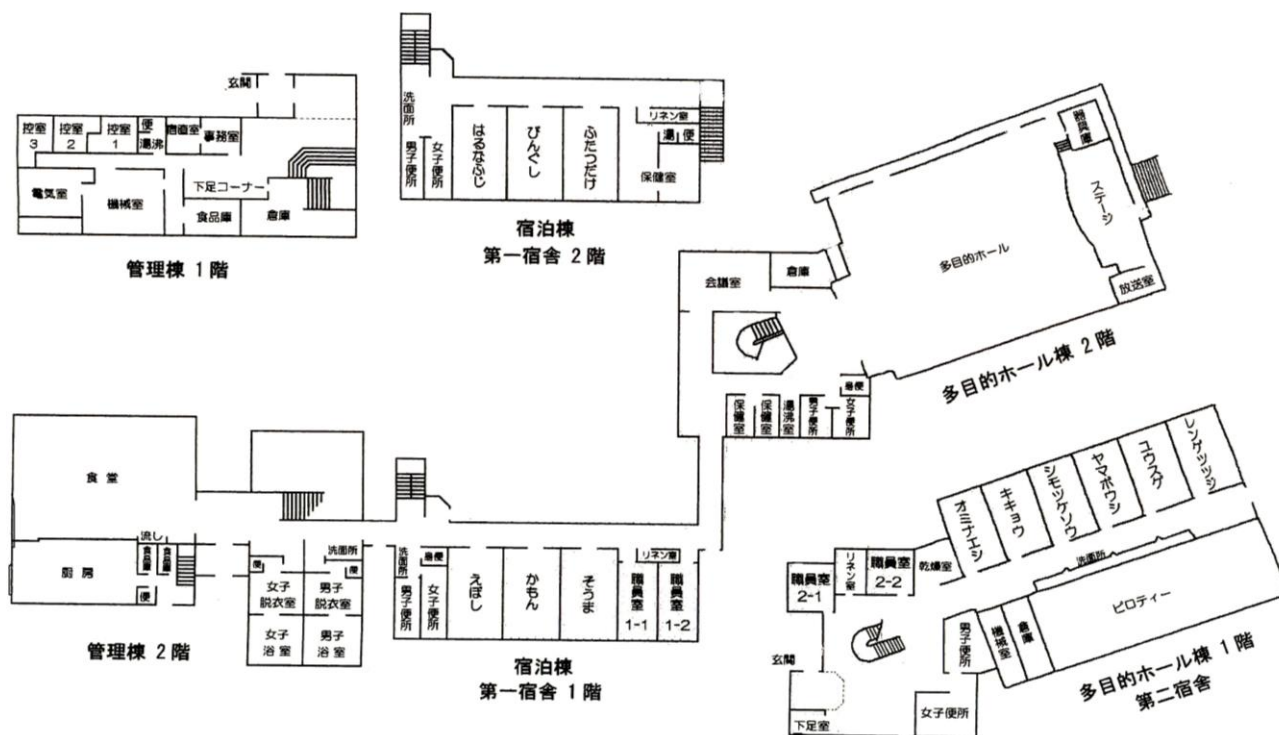 玄関
控室
3
控室
2
控室
1
便
湯沸
宿直室
事務室
電気室
機械室
下足コーナー
食品庫
倉庫
管理棟 1階
洗面所
男子便所
女子便所
はるなふじ
びんぐし
ふたつだけ
リネン室
湯
便
保健室
宿泊棟
第一宿舎 2階
器具庫
ステージ
多目的ホール
放送室
会議室
倉庫
保健室
保健室
湯沸室
男子便所
女子便所
多目的ホール棟 2階
食堂
流し
厨房
食品庫
食品庫
便
便
洗面所
便
女子
脱衣室
男子
脱衣室
女子
浴室
男子
浴室
管理棟 2階
洗面所
男子便所
女子便所
えぼし
かもん
そうま
リネン室
職員室
1-1
職員室
1-2
宿泊棟
第一宿舎 1階
オミナエシ
キキョウ
シモツケソウ
ヤマボウシ
ユウスゲ
レンゲツツジ
職員室
2-1
リネン室
職員室
2-2
乾燥室
洗面所
ピロティー
男子便所
機械室
倉庫
玄関
下足室
女子便所
多目的ホール棟 1階
第二宿舎